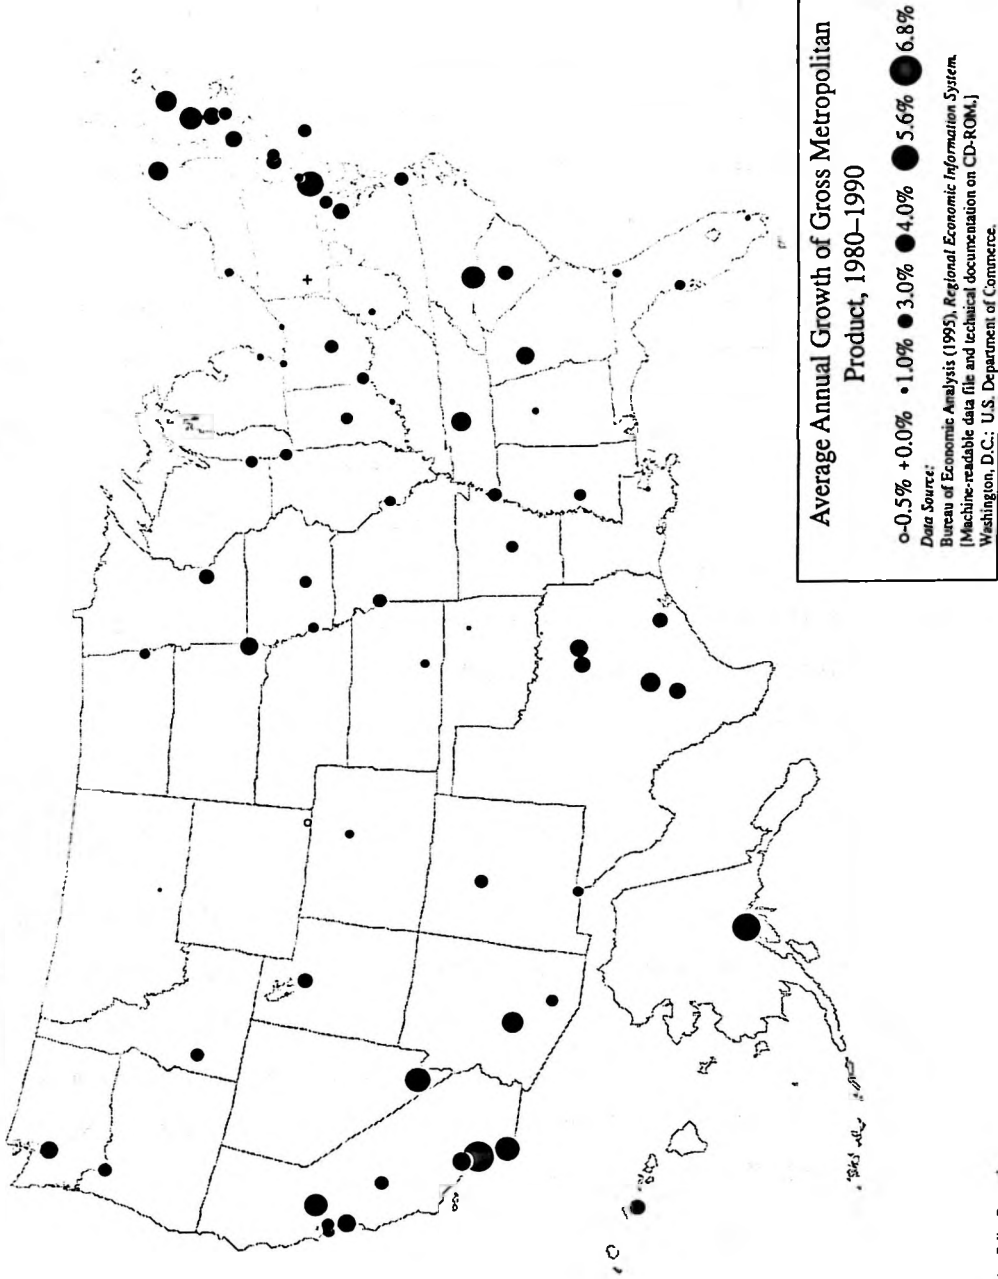 Average Annual Growth of Gross Metropolitan
Product, 1980–1990
-0.5% +0.0% 1.0% 3.0% 4.0% 5.6% 6.8%
Data Source:
Bureau of Economic Analysis (1995), Regional Economic Information System.
[Machine-readable data file and technical documentation on CD-ROM.]
Washington, D.C.: U.S. Department of Commerce.